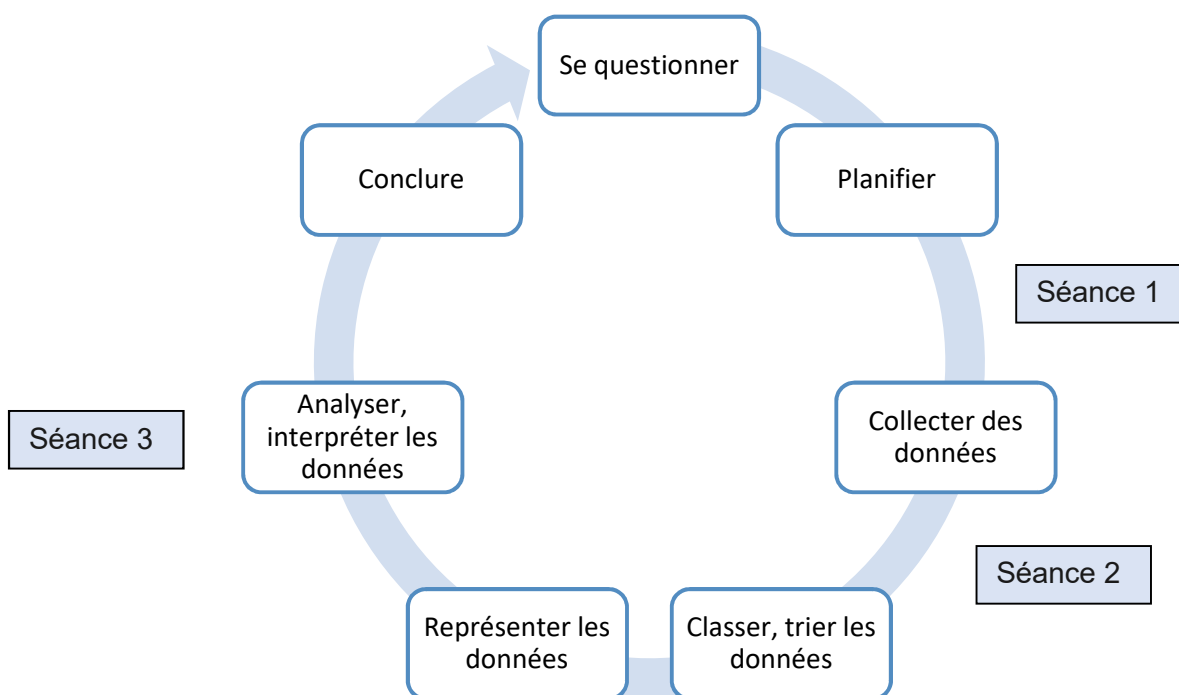 Se questionner
Planifier
Séance 1
Collecter des
données
Séance 2
Classer, trier les
données
Représenter les
données
Analyser,
interpréter les
données
Séance 3
Conclure